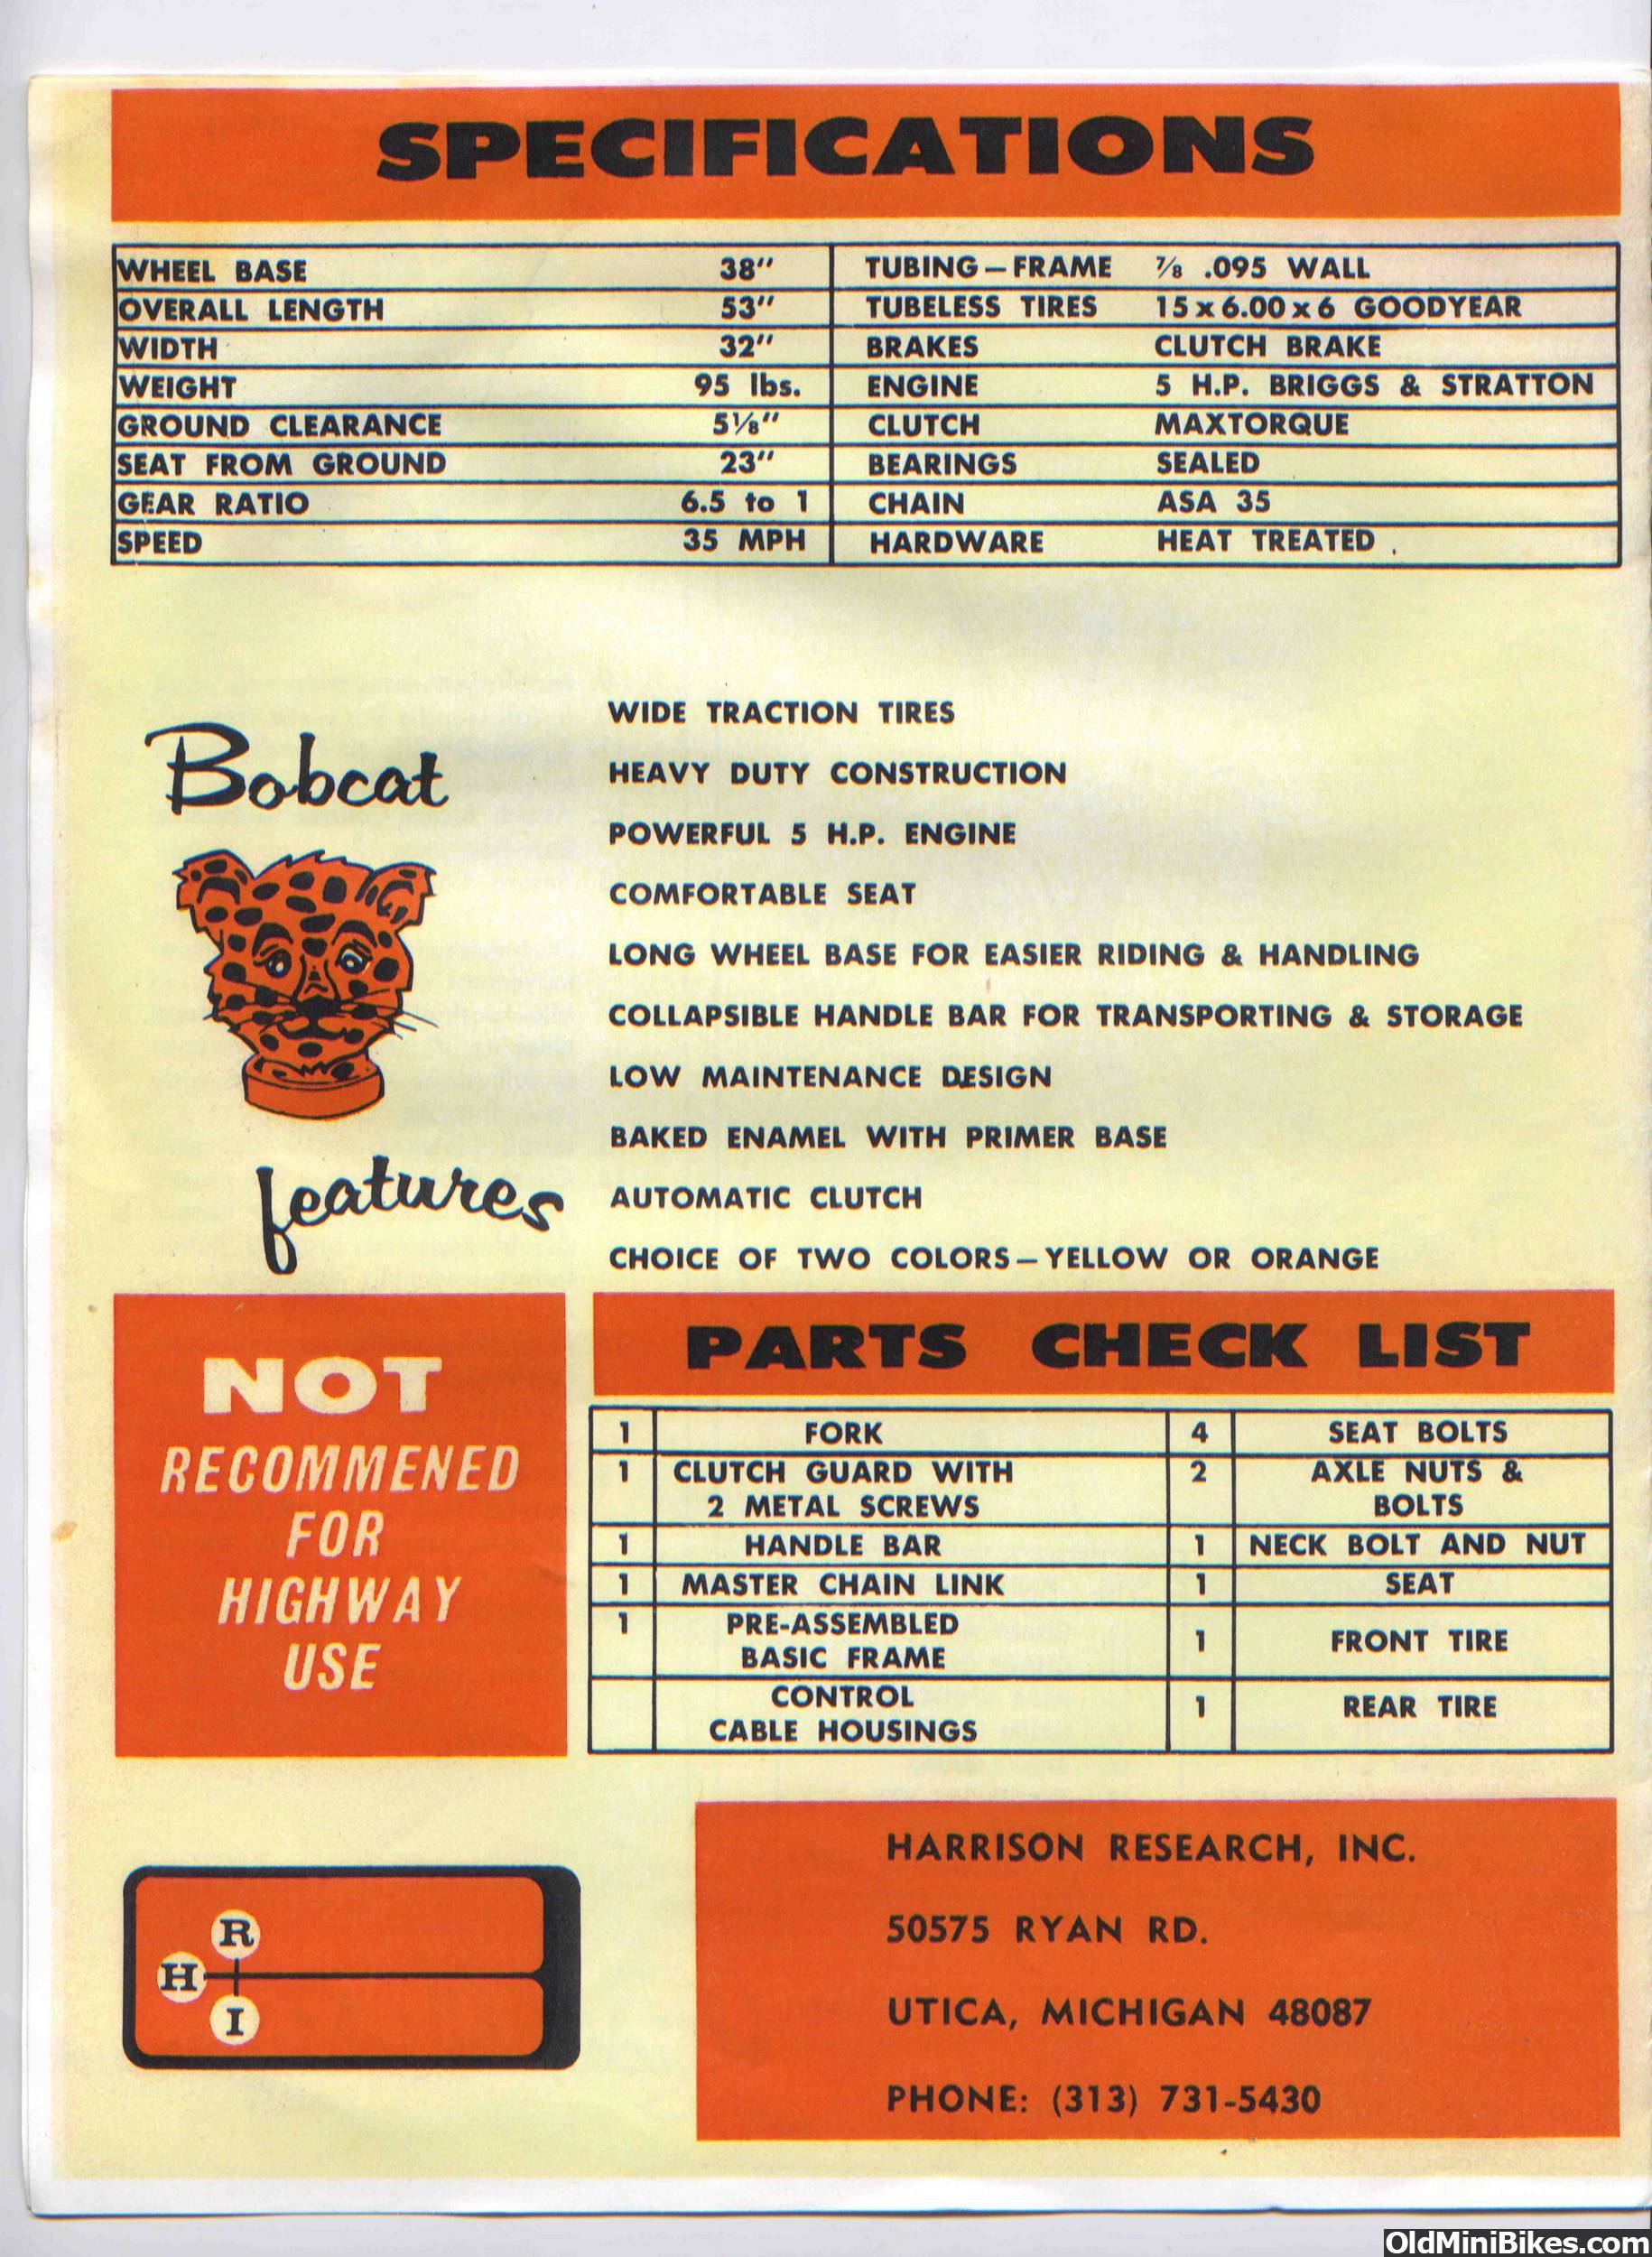 SPECIFICATIONS
WHEEL BASE 38" TUBING – FRAME ⅞ .095 WALL
OVERALL LENGTH 53" TUBELESS TIRES 15 x 6.00 x 6 GOODYEAR
WIDTH 32" BRAKES CLUTCH BRAKE
WEIGHT 95 lbs. ENGINE 5 H.P. BRIGGS & STRATTON
GROUND CLEARANCE 5⅛" CLUTCH MAXTORQUE
SEAT FROM GROUND 23" BEARINGS SEALED
GEAR RATIO 6.5 to 1 CHAIN ASA 35
SPEED 35 MPH HARDWARE HEAT TREATED
Bobcat
features
WIDE TRACTION TIRES
HEAVY DUTY CONSTRUCTION
POWERFUL 5 H.P. ENGINE
COMFORTABLE SEAT
LONG WHEEL BASE FOR EASIER RIDING & HANDLING
COLLAPSIBLE HANDLE BAR FOR TRANSPORTING & STORAGE
LOW MAINTENANCE DESIGN
BAKED ENAMEL WITH PRIMER BASE
AUTOMATIC CLUTCH
CHOICE OF TWO COLORS – YELLOW OR ORANGE
NOT
RECOMMENED
FOR
HIGHWAY
USE
PARTS CHECK LIST
1 FORK 4 SEAT BOLTS
1 CLUTCH GUARD WITH 2 AXLE NUTS &
2 METAL SCREWS BOLTS
1 HANDLE BAR 1 NECK BOLT AND NUT
1 MASTER CHAIN LINK 1 SEAT
1 PRE-ASSEMBLED
BASIC FRAME 1 FRONT TIRE
CONTROL
CABLE HOUSINGS 1 REAR TIRE
R
H
I
HARRISON RESEARCH, INC.
50575 RYAN RD.
UTICA, MICHIGAN 48087
PHONE: (313) 731-5430
OldMiniBikes.com